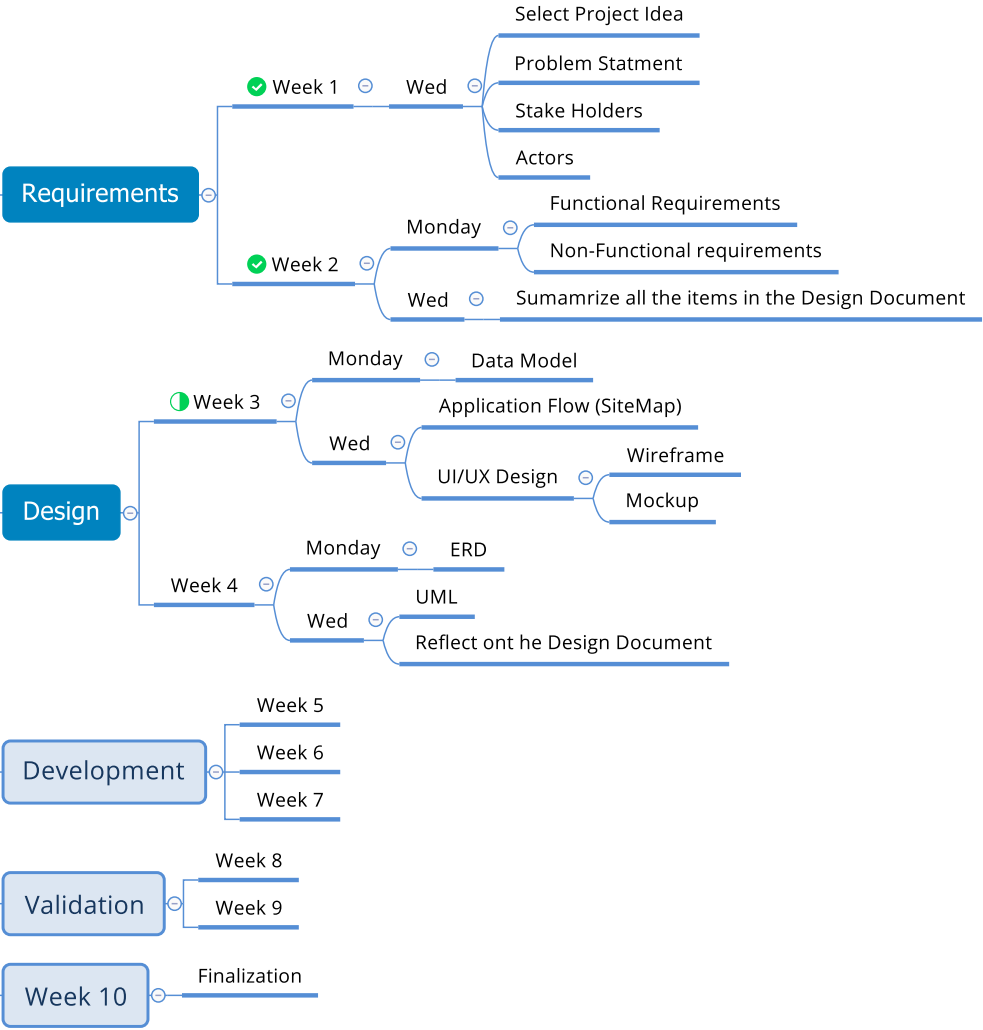 Requirements
Week 1
Wed
Select Project Idea
Problem Statment
Stake Holders
Actors
Week 2
Monday
Functional Requirements
Non-Functional requirements
Wed
Sumamrize all the items in the Design Document
Design
Week 3
Monday
Data Model
Wed
Application Flow (SiteMap)
UI/UX Design
Wireframe
Mockup
Week 4
Monday
ERD
Wed
UML
Reflect ont he Design Document
Development
Week 5
Week 6
Week 7
Validation
Week 8
Week 9
Week 10
Finalization